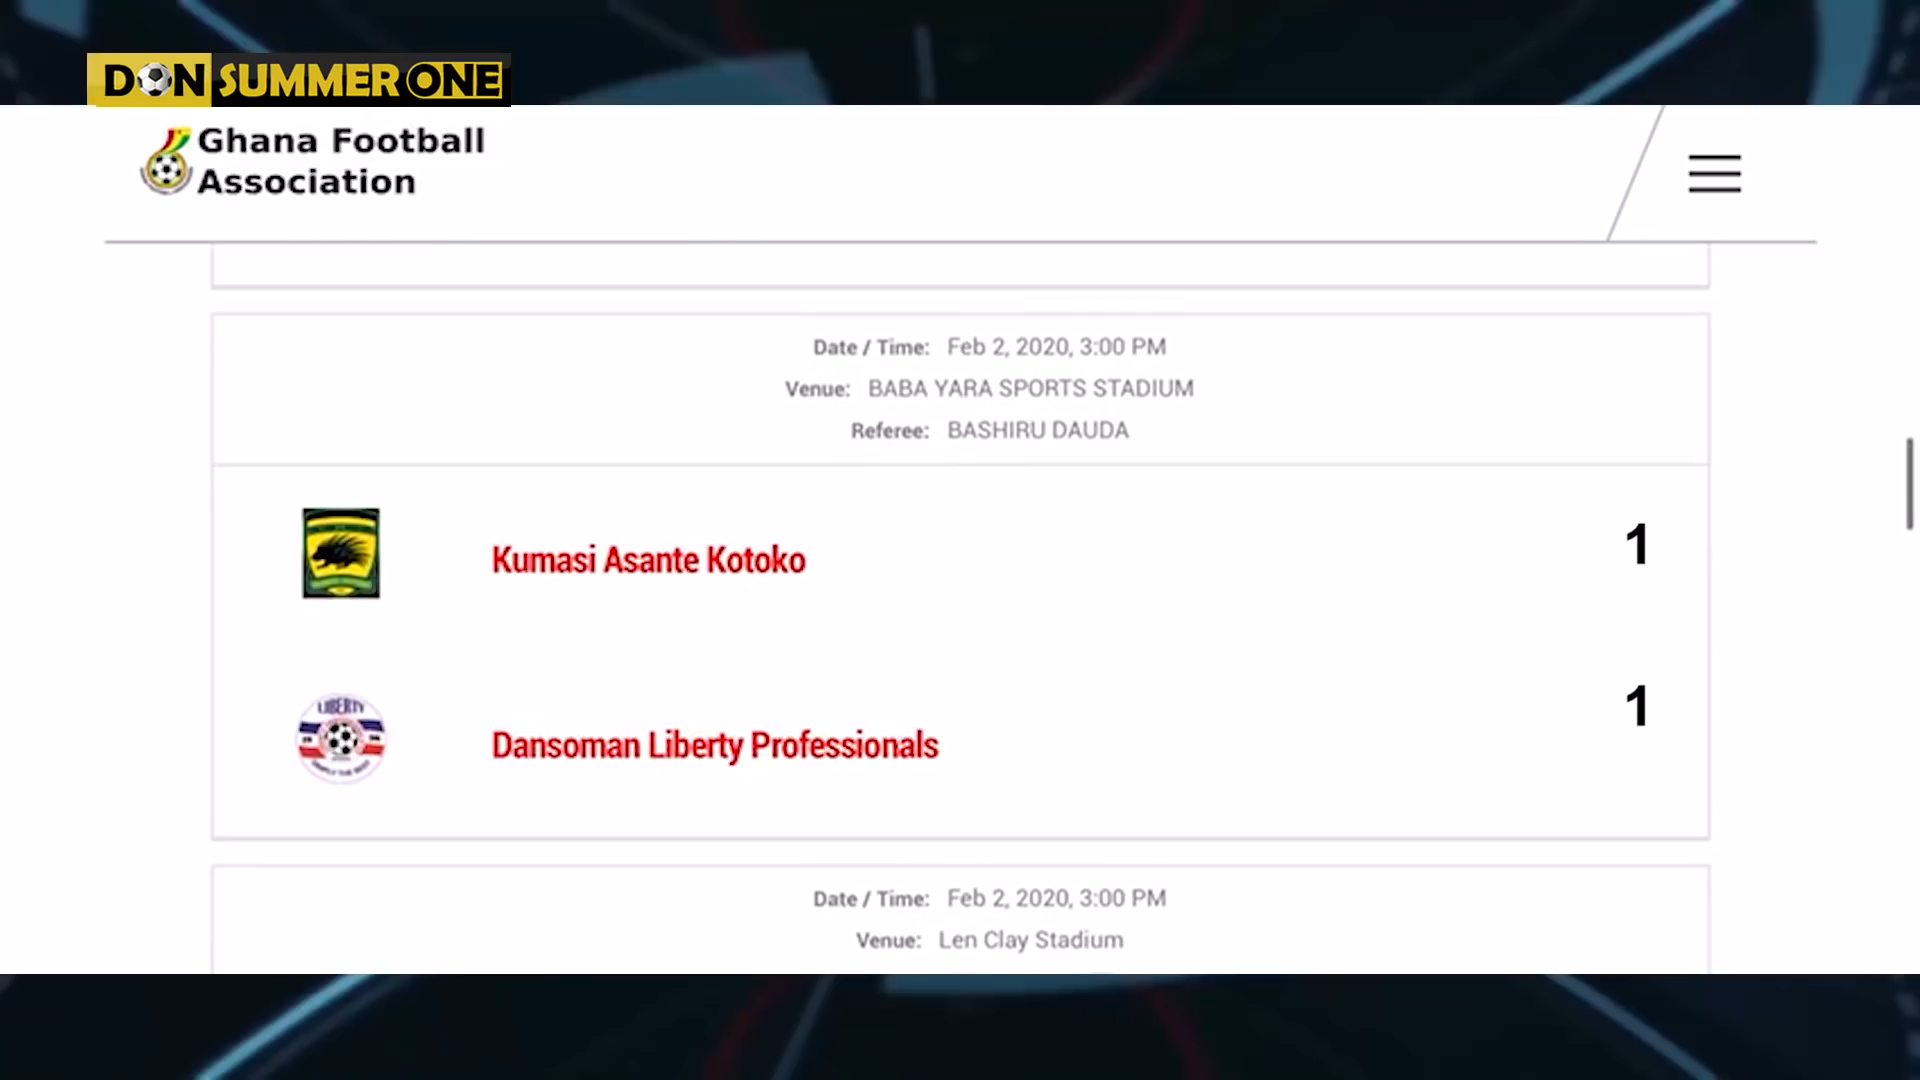 DON SUMMER ONE
Ghana Football
Association
Date / Time: Feb 2, 2020, 3:00 PM
Venue: BABA YARA SPORTS STADIUM
Referee: BASHIRU DAUDA
Kumasi Asante Kotoko
1
LIBERTY
Dansoman Liberty Professionals
1
Date / Time: Feb 2, 2020, 3:00 PM
Venue: Len Clay Stadium